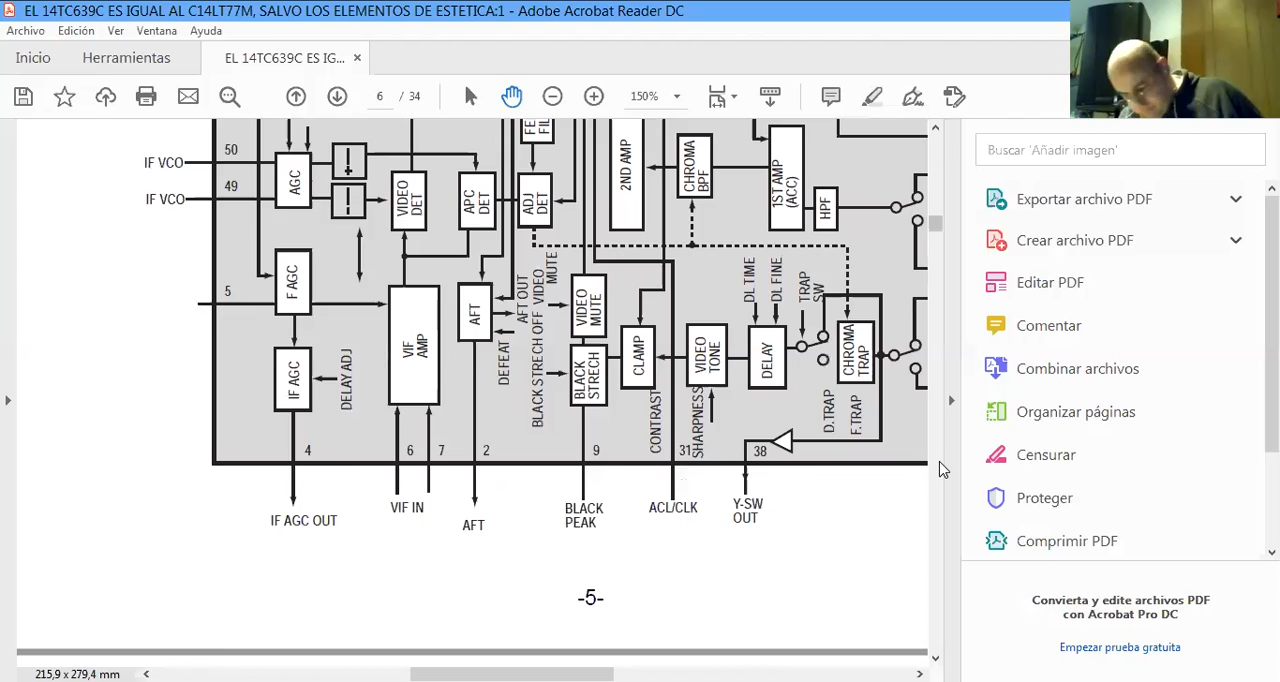 EL 14TC639C ES IGUAL AL C14LT77M, SALVO LOS ELEMENTOS DE ESTETICA:1 - Adobe Acrobat Reader DC
Archivo Edición Ver Ventana Ayuda
Inicio Herramientas EL 14TC639C ES IG... ×
6 / 34 150%
Buscar 'Añadir imagen'
Exportar archivo PDF
Crear archivo PDF
Editar PDF
Comentar
Combinar archivos
Organizar páginas
Censurar
Proteger
Comprimir PDF
Convierta y edite archivos PDF
con Acrobat Pro DC
Empezar prueba gratuita
IF VCO 50
IF VCO 49
AGC
VIDEO DET
APC DET
ADJ DET
2ND AMP
CHROMA BPF
1ST AMP (ACC)
HPF
5
F AGC
IF AGC
DELAY ADJ
VIF AMP
AFT
AFT OUT
DEFEAT
VIDEO MUTE
BLACK STRECH OFF
VIDEO MUTE
BLACK STRECH
CLAMP
CONTRAST
VIDEO TONE
SHARPNESS
DL TIME
DL FINE
DELAY
TRAP SW
CHROMA TRAP
D.TRAP
F.TRAP
4 6 7 2 9 31 38
IF AGC OUT
VIF IN
AFT
BLACK
PEAK
ACL/CLK
Y-SW
OUT
-5-
215,9 x 279,4 mm